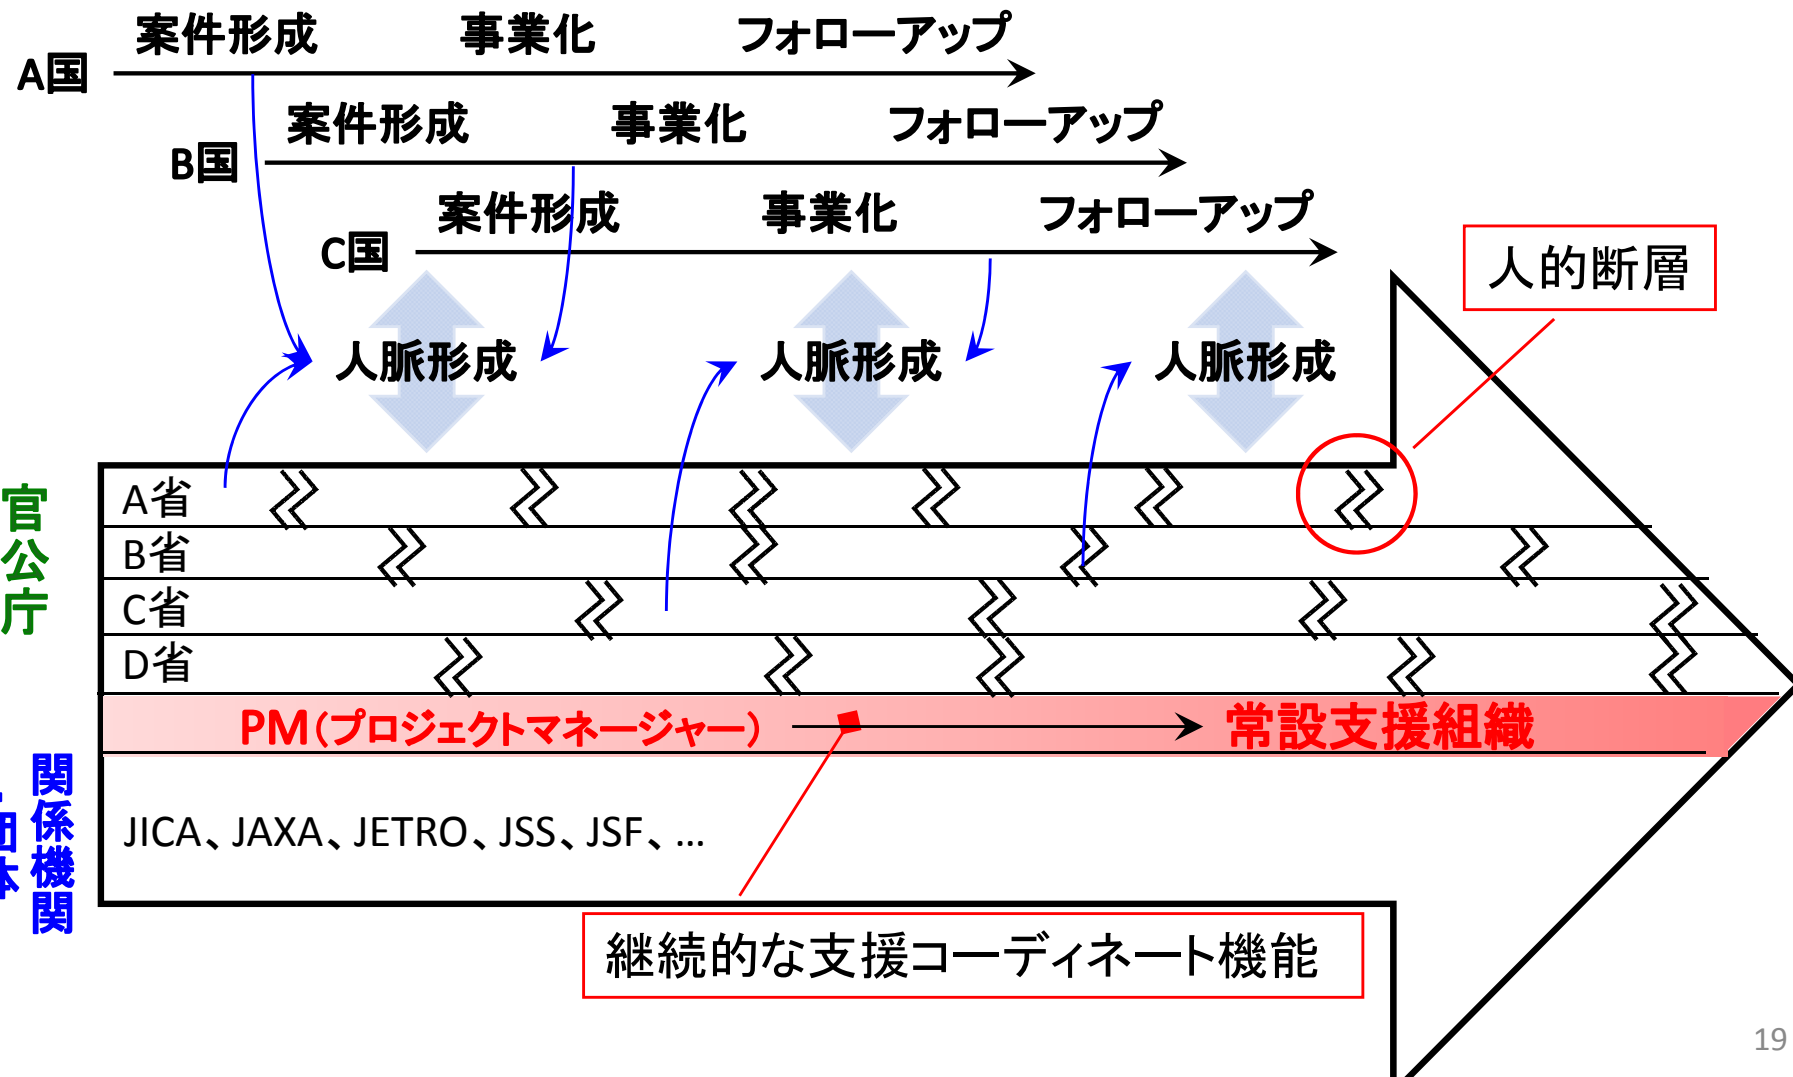 案件形成 事業化 フォローアップ
A国
案件形成 事業化 フォローアップ
B国
案件形成 事業化 フォローアップ
C国
人的断層
人脈形成 人脈形成 人脈形成
官公庁
A省
B省
C省
D省
PM(プロジェクトマネージャー) 常設支援組織
関係機関
団体
JICA、JAXA、JETRO、JSS、JSF、…
継続的な支援コーディネート機能
19